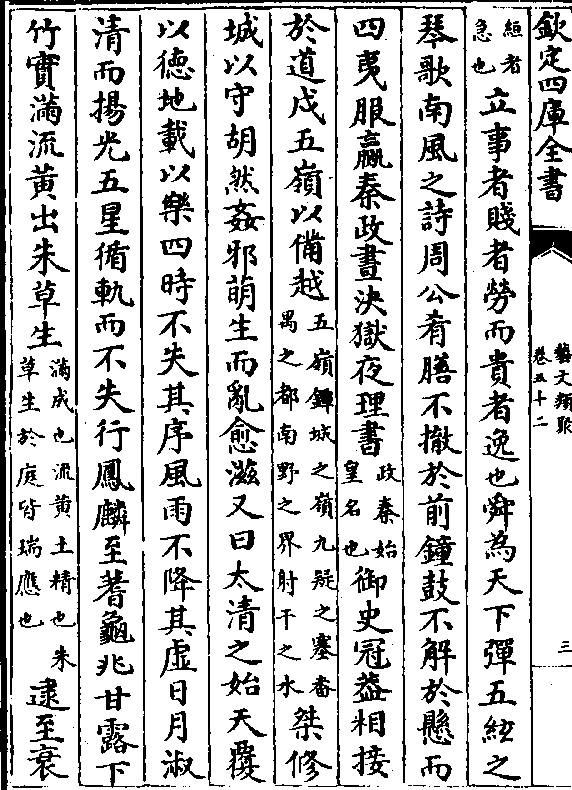 欽定四庫全書
藝文類聚
卷五十二
三
絙者
急也
立事者賤者勞而貴者逸也舜為天下彈五絃之
琴歌南風之詩周公肴膳不撤於前鐘鼓不解於懸而
四夷服嬴秦政晝決獄夜理書
政秦始
皇名也
御史冠葢相接
於道戍五嶺以備越
五嶺鐔城之嶺九疑之塞番
禺之都南野之界射干之水
桀修
城以守胡然姦邪萌生而亂愈滋又曰太清之始天覆
以徳地載以樂四時不失其序風雨不降其虛日月淑
清而揚光五星循軌而不失行鳳麟至蓍龜兆甘露下
竹實滿流黄出朱草生
滿成也流黄土精也朱
草生於庭皆瑞應也
逮至衰